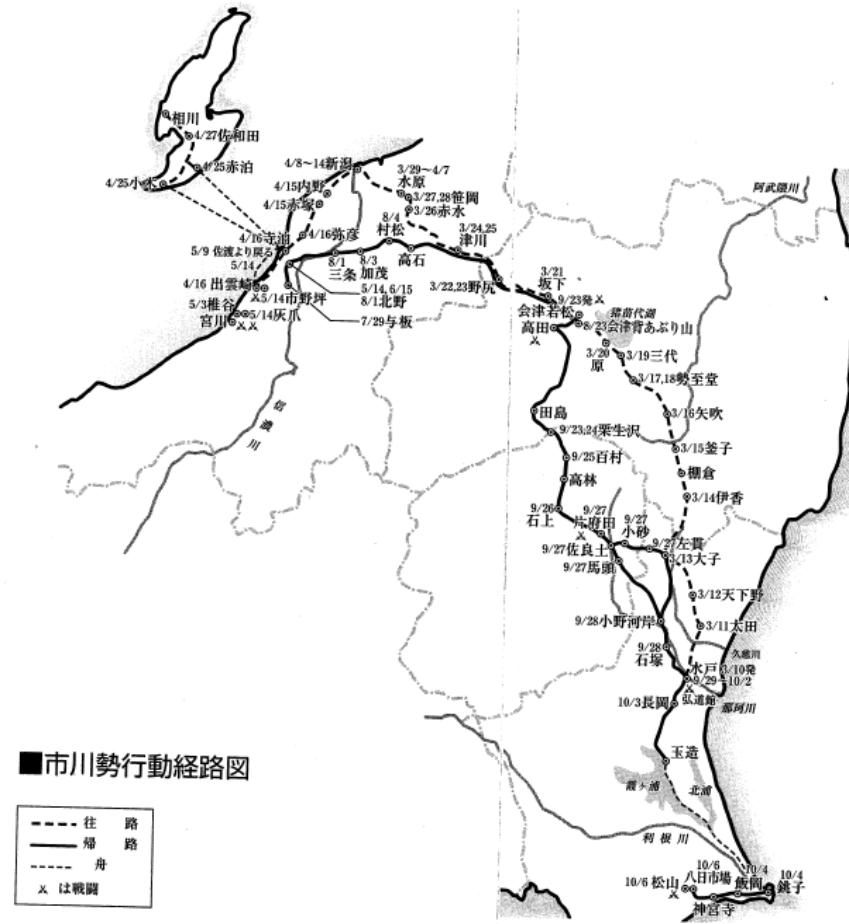 相川
4/27佐和田
4/25小木
4/25赤泊
4/8～14新潟
4/15内野
4/15赤塚
4/16弥彦
4/16寺泊
5/9 佐渡より戻る
5/14
4/16 出雲崎
5/14市野坪
5/3椎谷
5/14灰爪
宮川
3/29～4/7
水原
3/27,28笹岡
3/26赤水
3/24,25
津川
8/4
村松
高石
8/3
加茂
8/1
三条
5/14, 6/15
8/1北野
7/29与板
3/22,23野尻
3/21
坂下
9/23発
会津若松
高田
猪苗代湖
8/23会津背あぶり山
3/20
原
3/19三代
3/17,18勢至堂
3/16矢吹
3/15釜子
棚倉
3/14伊香
阿武隈川
信濃川
田島
9/23,24栗生沢
9/25百村
高林
9/26
石上
9/27
片府田
9/27
小砂
9/27佐良土
9/27馬頭
9/27左貫
3/13大子
3/12天下野
3/11太田
9/28小野河岸
9/28
石塚
久慈川
水戸
3/10発
9/29～10/2
弘道館
那珂川
10/3長岡
玉造
霞ヶ浦
北浦
利根川
10/6 松山
10/6
八日市場
10/4
飯岡
10/4
銚子
神宮寺
■市川勢行動経路図
往 路
帰 路
舟
は戦闘